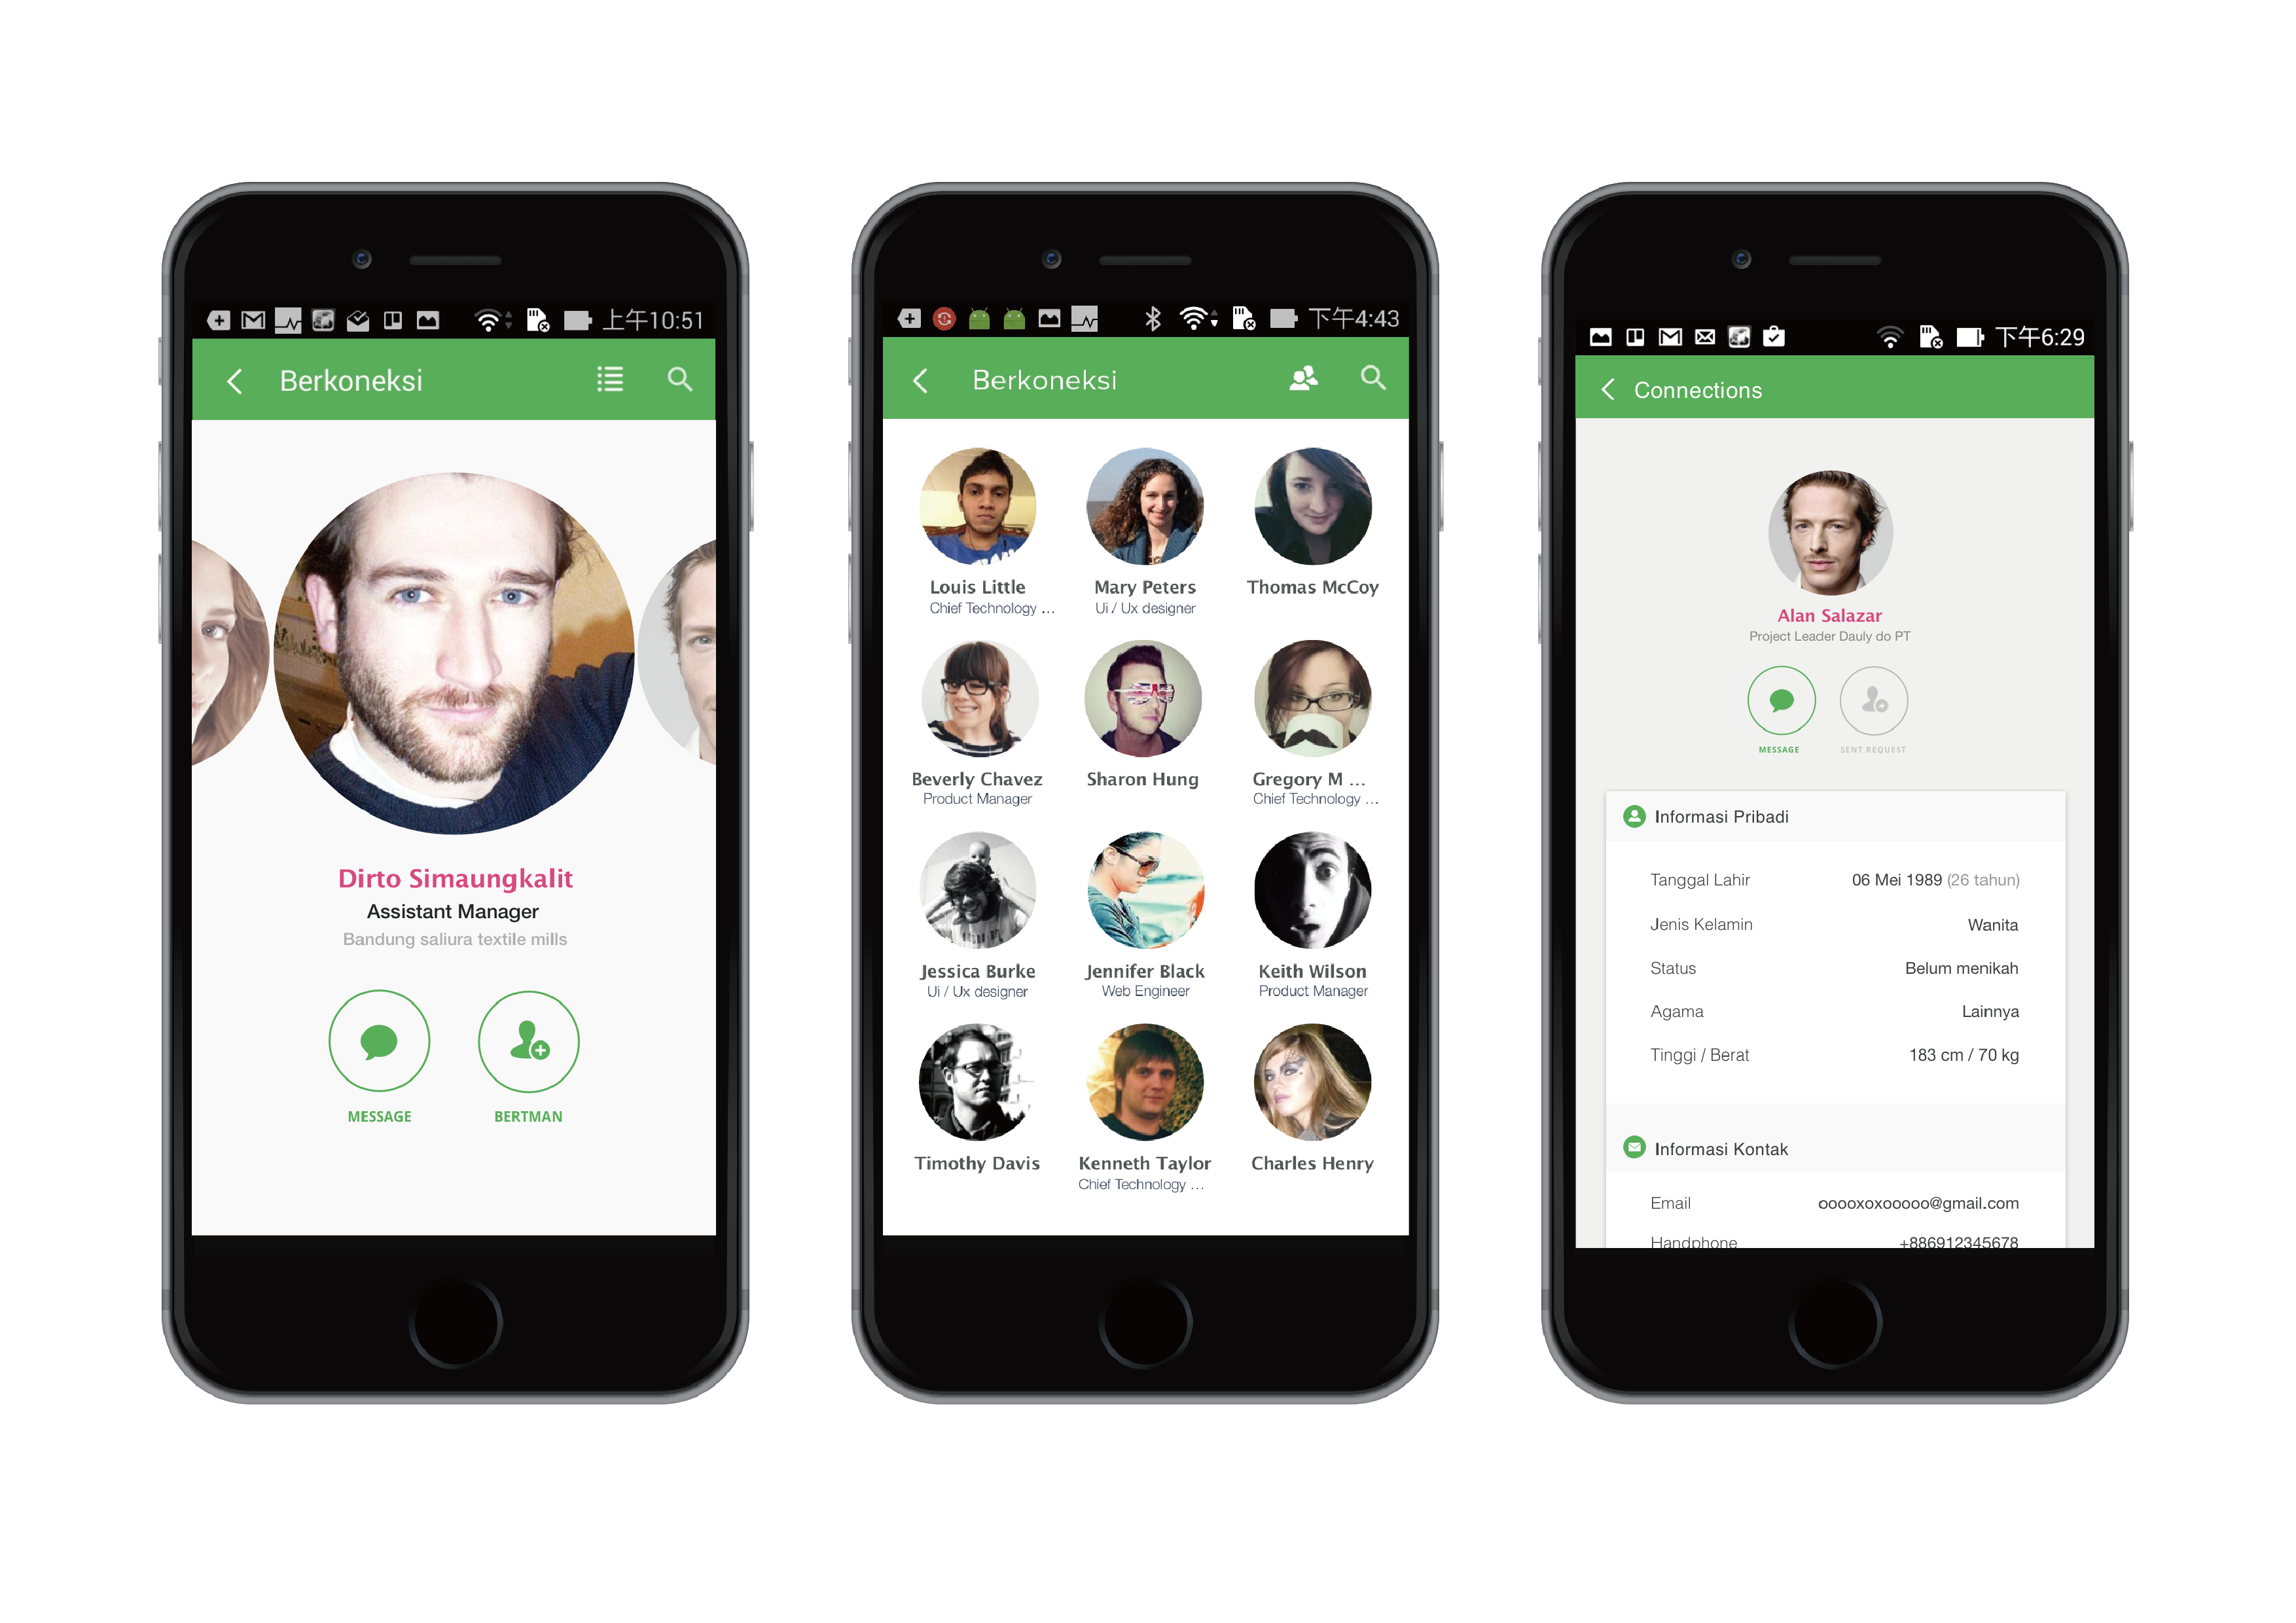 上午10:51
Berkoneksi
Dirto Simaungkalit
Assistant Manager
Bandung saliura textile mills
MESSAGE
BERTMAN
下午4:43
Berkoneksi
Louis Little
Chief Technology ...
Mary Peters
Ui / Ux designer
Thomas McCoy
Beverly Chavez
Product Manager
Sharon Hung
Gregory M ...
Chief Technology ...
Jessica Burke
Ui / Ux designer
Jennifer Black
Web Engineer
Keith Wilson
Product Manager
Timothy Davis
Kenneth Taylor
Chief Technology ...
Charles Henry
下午6:29
Connections
Alan Salazar
Project Leader Dauly do PT
MESSAGE
SENT REQUEST
Informasi Pribadi
Tanggal Lahir 06 Mei 1989 (26 tahun)
Jenis Kelamin Wanita
Status Belum menikah
Agama Lainnya
Tinggi / Berat 183 cm / 70 kg
Informasi Kontak
Email ooooxoxooooo@gmail.com
Handphone +886912345678